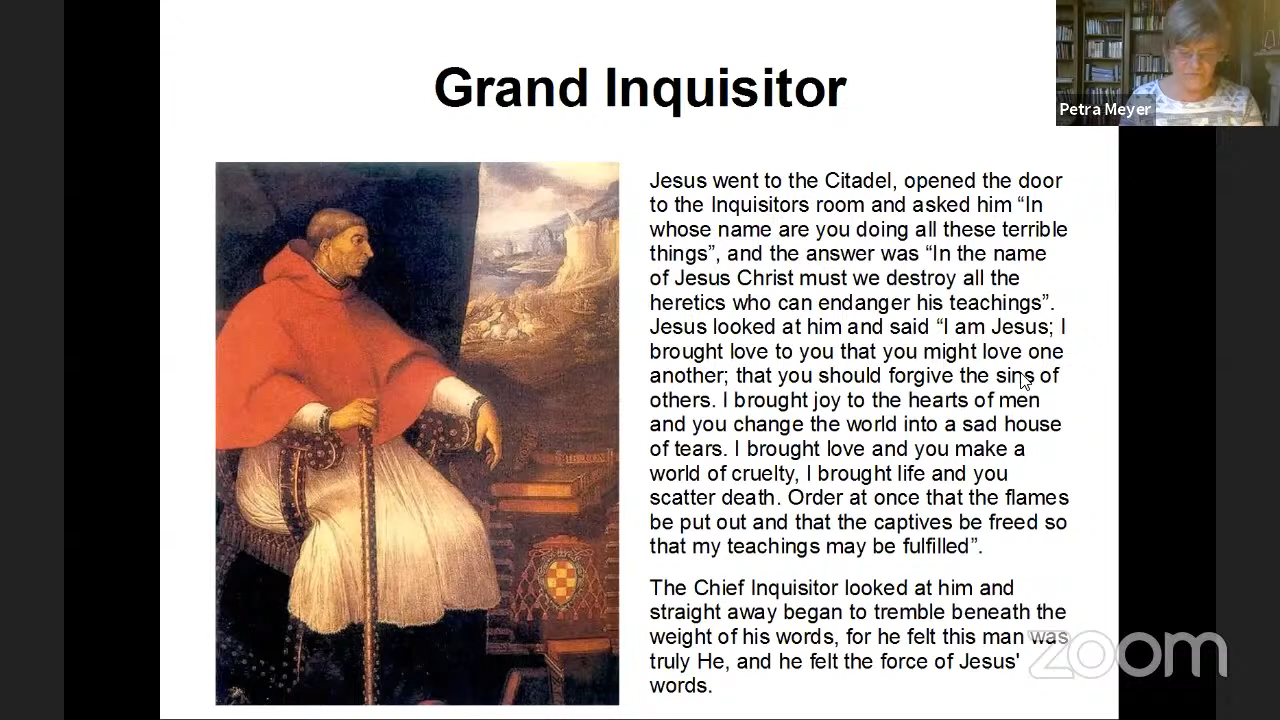 Grand Inquisitor
Petra Meyer
Jesus went to the Citadel, opened the door
to the Inquisitors room and asked him “In
whose name are you doing all these terrible
things”, and the answer was “In the name
of Jesus Christ must we destroy all the
heretics who can endanger his teachings”.
Jesus looked at him and said “I am Jesus; I
brought love to you that you might love one
another; that you should forgive the sins of
others. I brought joy to the hearts of men
and you change the world into a sad house
of tears. I brought love and you make a
world of cruelty, I brought life and you
scatter death. Order at once that the flames
be put out and that the captives be freed so
that my teachings may be fulfilled”.
The Chief Inquisitor looked at him and
straight away began to tremble beneath the
weight of his words, for he felt this man was
truly He, and he felt the force of Jesus'
words.
zoom